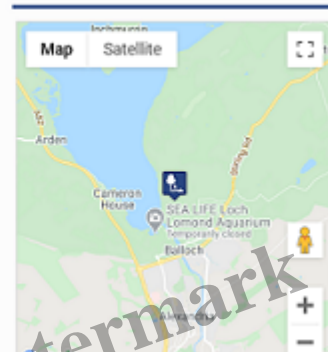 Map Satellite
Arden
Cameron
House
SEA LIFE Loch
Lomond Aquarium
Temporarily closed
Balloch
+
−
termark